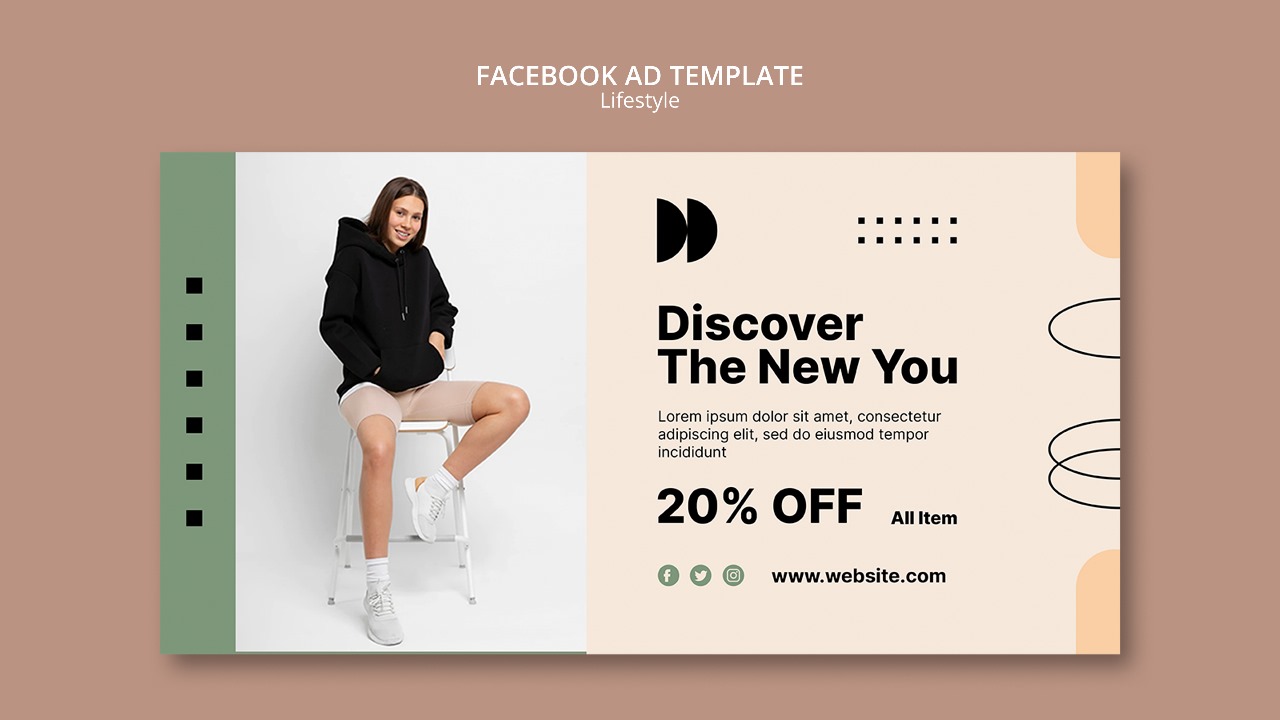 FACEBOOK AD TEMPLATE
Lifestyle
Discover
The New You
Lorem ipsum dolor sit amet, consectetur
adipiscing elit, sed do eiusmod tempor
incididunt
20% OFF All Item
www.website.com